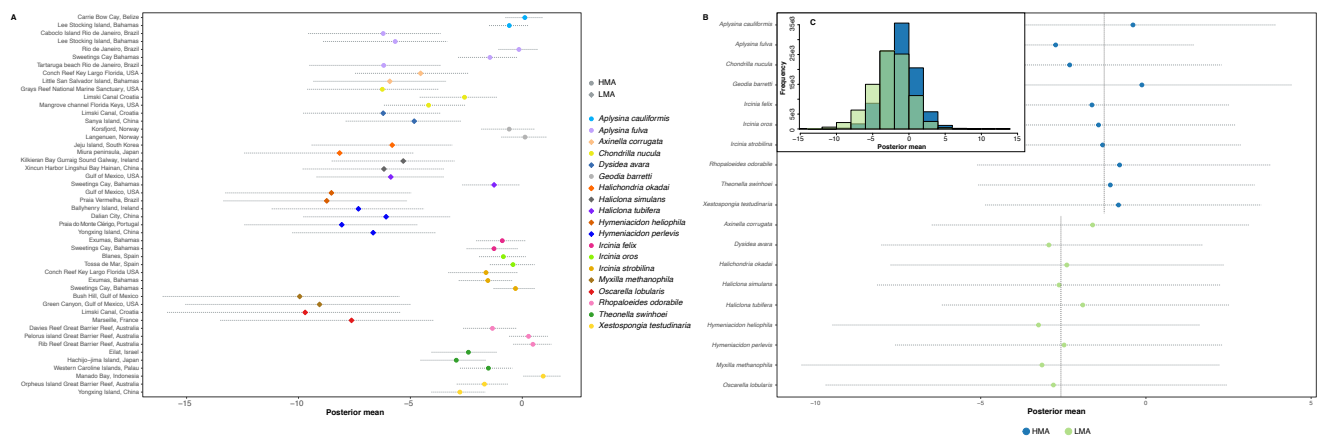 A
Carrie Bow Cay, Belize
Lee Stocking Island, Bahamas
Caboclo Island Rio de Janeiro, Brazil
Lee Stocking Island, Bahamas
Rio de Janeiro, Brazil
Sweetings Cay Bahamas
Tartaruga beach Rio de Janeiro, Brazil
Conch Reef Key Largo Florida, USA
Little San Salvador Island, Bahamas
Grays Reef National Marine Sanctuary, USA
Limski Canal Croatia
Mangrove channel Florida Keys, USA
Limski Canal, Croatia
Sanya Island, China
Korsfjord, Norway
Langenuen, Norway
Jeju Island, South Korea
Miura peninsula, Japan
Kilkieran Bay Gurraig Sound Galway, Ireland
Xincun Harbor Lingshui Bay Hainan, China
Gulf of Mexico, USA
Sweetings Cay, Bahamas
Gulf of Mexico, USA
Praia Vermelha, Brazil
Ballyhenry Island, Ireland
Dalian City, China
Praia do Monte Clérigo, Portugal
Yongxing Island, China
Exumas, Bahamas
Sweetings Cay, Bahamas
Blanes, Spain
Tossa de Mar, Spain
Conch Reef Key Largo Florida USA
Exumas, Bahamas
Sweetings Cay, Bahamas
Bush Hill, Gulf of Mexico
Green Canyon, Gulf of Mexico, USA
Limski Canal, Croatia
Marseille, France
Davies Reef Great Barrier Reef, Australia
Pelorus island Great Barrier Reef, Australia
Rib Reef Great Barrier Reef, Australia
Eilat, Israel
Hachijo-jima Island, Japan
Western Caroline Islands, Palau
Manado Bay, Indonesia
Orpheus Island Great Barrier Reef, Australia
Yongxing Island, China
−15 −10 −5 0
Posterior mean
HMA
LMA
Aplysina cauliformis
Aplysina fulva
Axinella corrugata
Chondrilla nucula
Dysidea avara
Geodia barretti
Halichondria okadai
Haliclona simulans
Haliclona tubifera
Hymeniacidon heliophila
Hymeniacidon perlevis
Ircinia felix
Ircinia oros
Ircinia strobilina
Myxilla methanophila
Oscarella lobularis
Rhopaloeides odorabile
Theonella swinhoei
Xestospongia testudinaria
B
Aplysina cauliformis
Aplysina fulva
Chondrilla nucula
Geodia barretti
Ircinia felix
Ircinia oros
Ircinia strobilina
Rhopaloeides odorabile
Theonella swinhoei
Xestospongia testudinaria
Axinella corrugata
Dysidea avara
Halichondria okadai
Haliclona simulans
Haliclona tubifera
Hymeniacidon heliophila
Hymeniacidon perlevis
Myxilla methanophila
Oscarella lobularis
−10 −5 0 5
Posterior mean
HMA LMA
C
Frequency
0 5e3 15e3 25e3 35e3
−15 −10 −5 0 5 10 15
Posterior mean